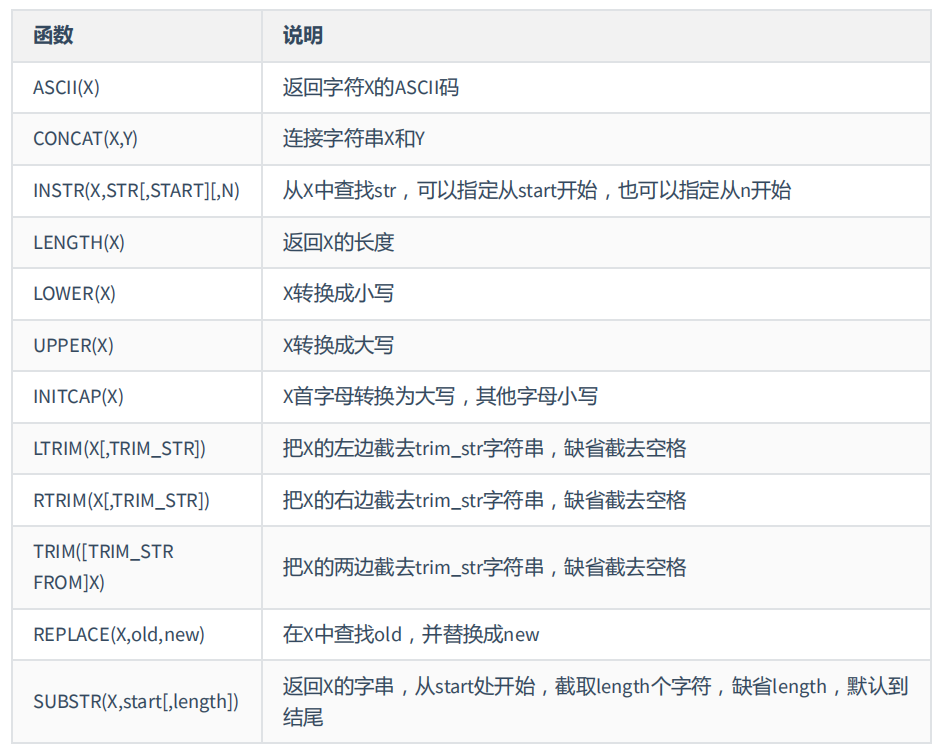 函数 说明
ASCII(X) 返回字符X的ASCII码
CONCAT(X,Y) 连接字符串X和Y
INSTR(X,STR[,START][,N) 从X中查找str，可以指定从start开始，也可以指定从n开始
LENGTH(X) 返回X的长度
LOWER(X) X转换成小写
UPPER(X) X转换成大写
INITCAP(X) X首字母转换为大写，其他字母小写
LTRIM(X[,TRIM_STR]) 把X的左边截去trim_str字符串，缺省截去空格
RTRIM(X[,TRIM_STR]) 把X的右边截去trim_str字符串，缺省截去空格
TRIM([TRIM_STR
FROM]X) 把X的两边截去trim_str字符串，缺省截去空格
REPLACE(X,old,new) 在X中查找old，并替换成new
SUBSTR(X,start[,length]) 返回X的字串，从start处开始，截取length个字符，缺省length，默认到
结尾